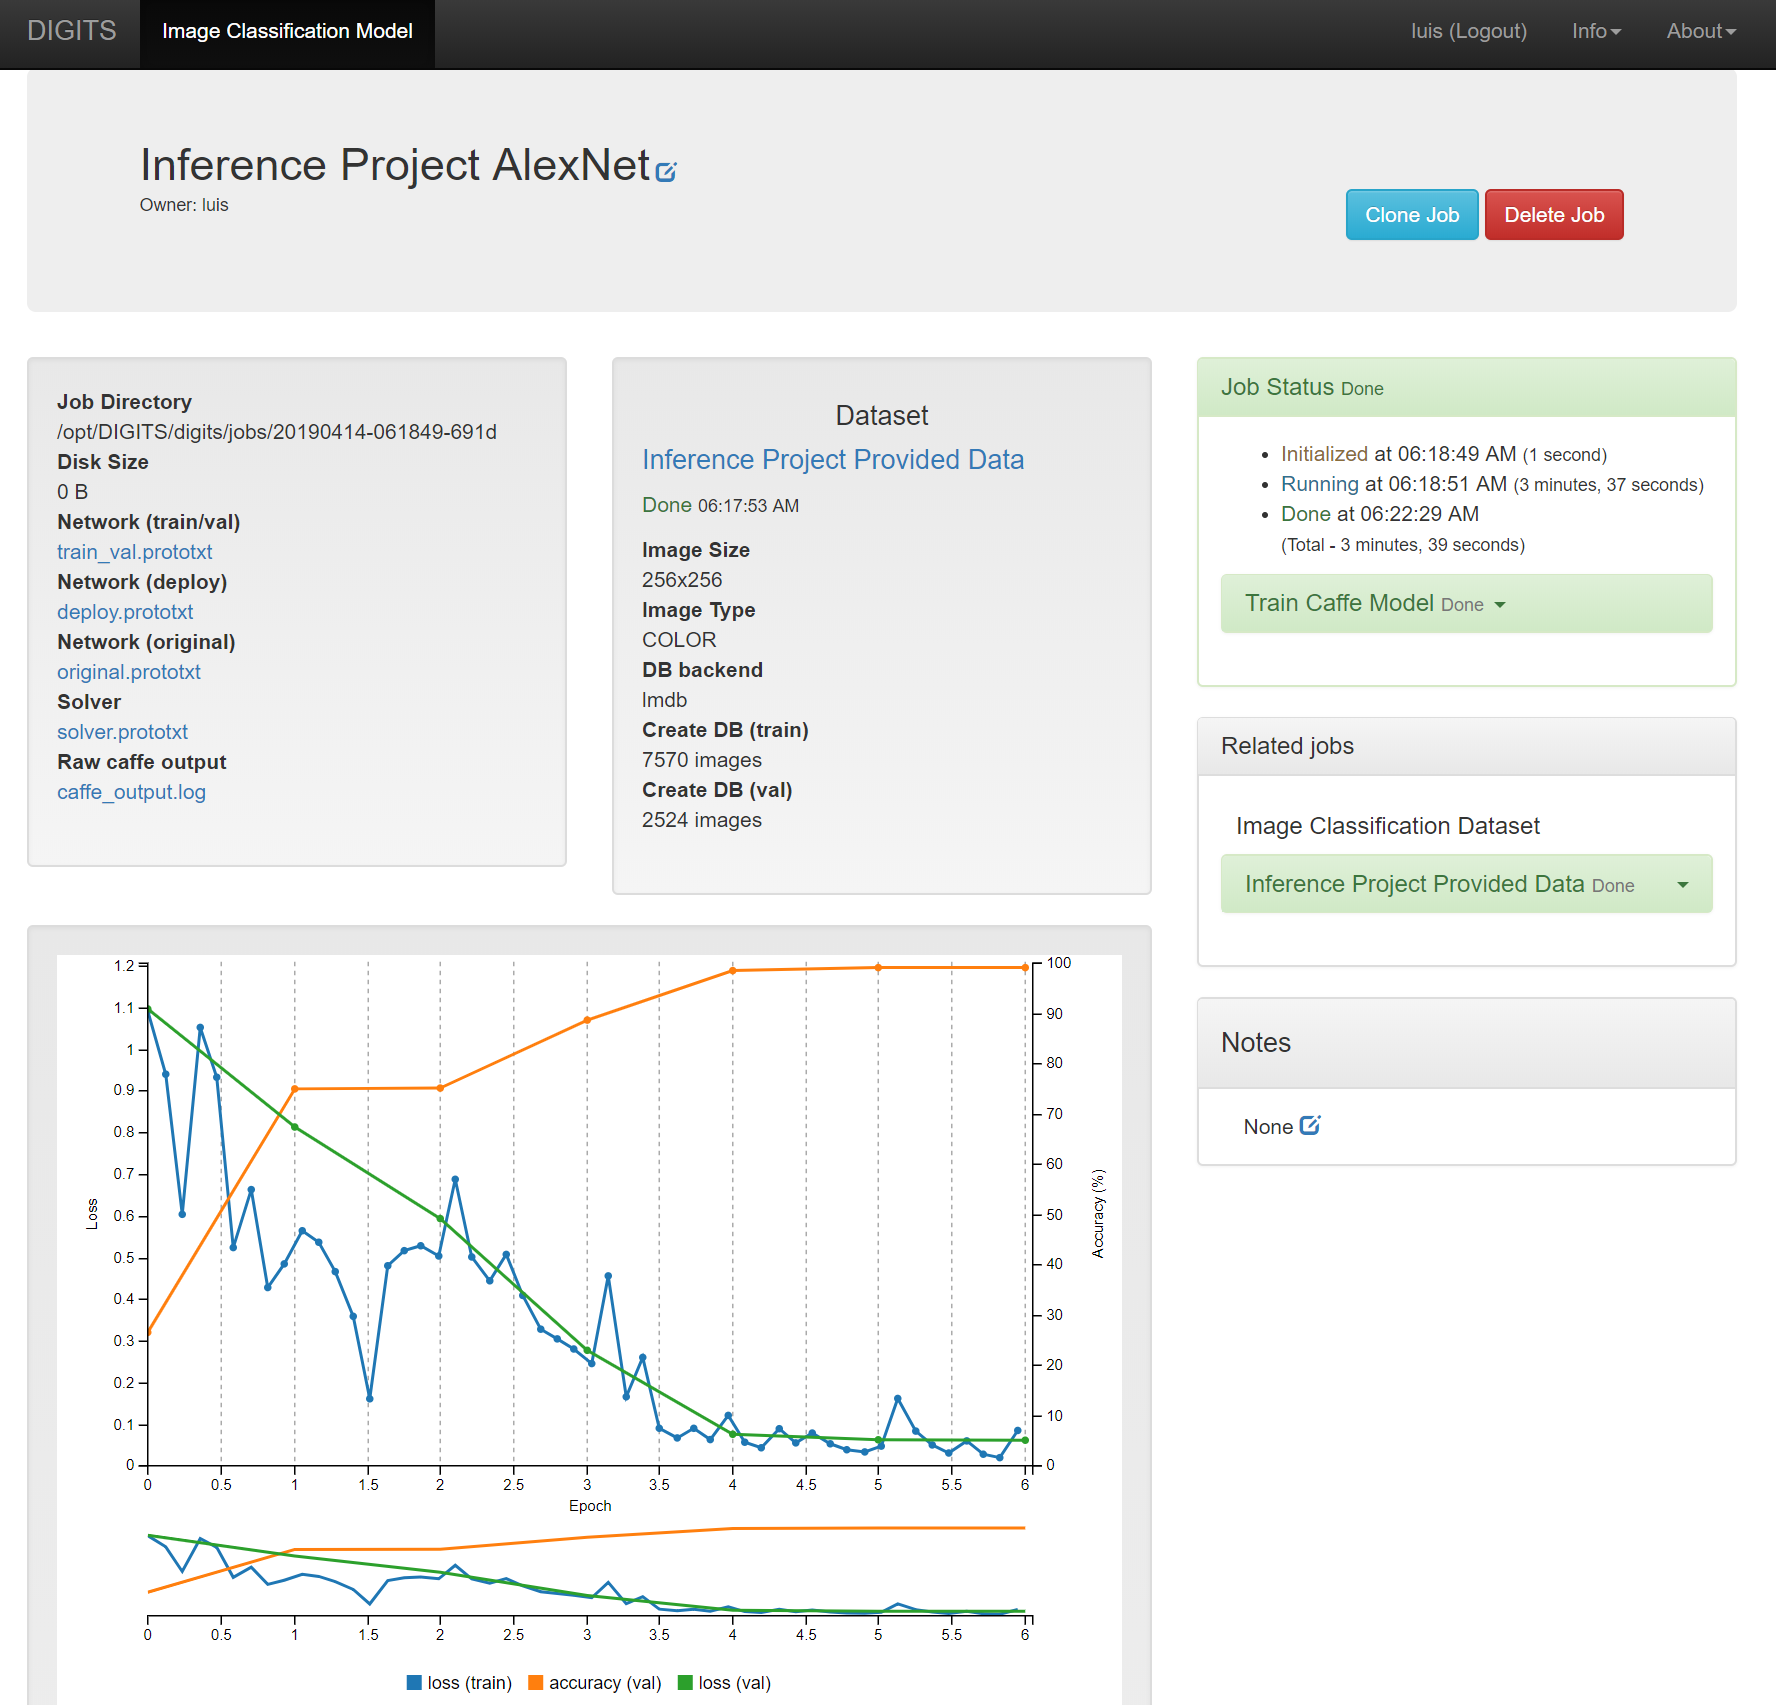 DIGITS
Image Classification Model
luis (Logout)
Info
About
Inference Project AlexNet
Owner: luis
Clone Job
Delete Job
Job Directory
/opt/DIGITS/digits/jobs/20190414-061849-691d
Disk Size
0 B
Network (train/val)
train_val.prototxt
Network (deploy)
deploy.prototxt
Network (original)
original.prototxt
Solver
solver.prototxt
Raw caffe output
caffe_output.log
Dataset
Inference Project Provided Data
Done 06:17:53 AM
Image Size
256x256
Image Type
COLOR
DB backend
lmdb
Create DB (train)
7570 images
Create DB (val)
2524 images
Job Status Done
Initialized at 06:18:49 AM (1 second)
Running at 06:18:51 AM (3 minutes, 37 seconds)
Done at 06:22:29 AM
(Total - 3 minutes, 39 seconds)
Train Caffe Model Done
Related jobs
Image Classification Dataset
Inference Project Provided Data Done
Notes
None
1.2
1.1
1
0.9
0.8
0.7
0.6
0.5
0.4
0.3
0.2
0.1
0
Loss
100
90
80
70
60
50
40
30
20
10
0
Accuracy (%)
0 0.5 1 1.5 2 2.5 3 3.5 4 4.5 5 5.5 6
Epoch
0 0.5 1 1.5 2 2.5 3 3.5 4 4.5 5 5.5 6
loss (train) accuracy (val) loss (val)